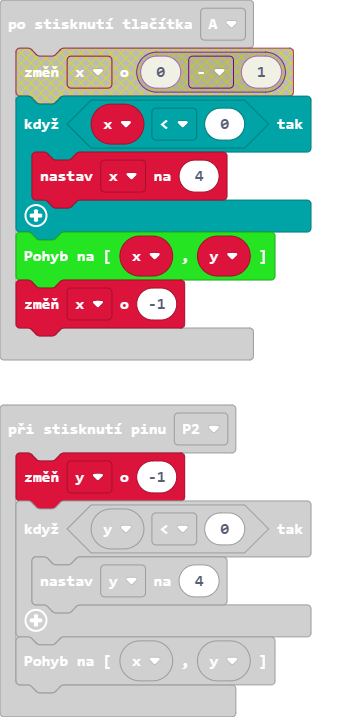 po stisknutí tlačítka A
změň x o 0 - 1
když x < 0 tak
nastav x na 4
Pohyb na [ x , y ]
změň x o -1
při stisknutí pinu P2
změň y o -1
když y < 0 tak
nastav y na 4
Pohyb na [ x , y ]